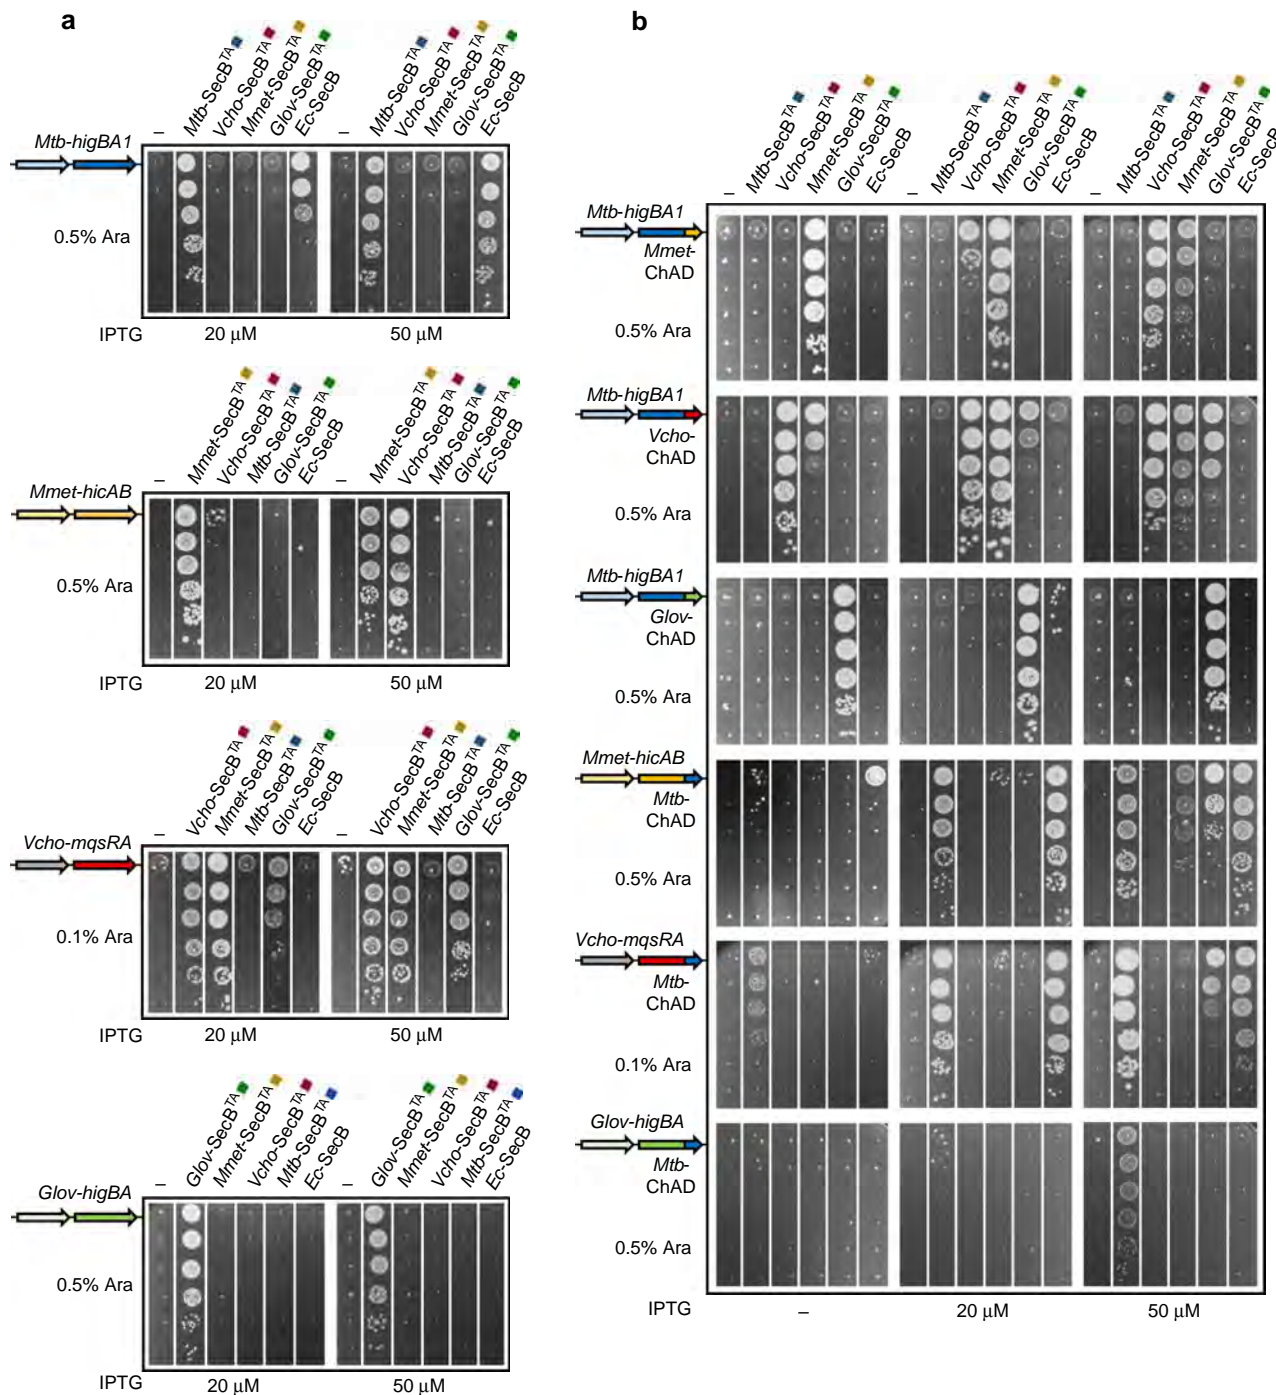 a
Mtb-SecBTA
Vcho-SecBTA
Mmet-SecBTA
Glov-SecBTA
Ec-SecB
–
Mtb-SecBTA
Vcho-SecBTA
Mmet-SecBTA
Glov-SecBTA
Ec-SecB
–
Mtb-higBA1
0.5% Ara
IPTG
20 µM
50 µM
Mmet-SecBTA
Vcho-SecBTA
Mtb-SecBTA
Glov-SecBTA
Ec-SecB
–
Mmet-SecBTA
Vcho-SecBTA
Mtb-SecBTA
Glov-SecBTA
Ec-SecB
–
Mmet-hicAB
0.5% Ara
IPTG
20 µM
50 µM
Vcho-SecBTA
Mmet-SecBTA
Mtb-SecBTA
Glov-SecBTA
Ec-SecB
–
Vcho-SecBTA
Mmet-SecBTA
Mtb-SecBTA
Glov-SecBTA
Ec-SecB
–
Vcho-mqsRA
0.1% Ara
IPTG
20 µM
50 µM
Glov-SecBTA
Mmet-SecBTA
Vcho-SecBTA
Mtb-SecBTA
Ec-SecB
–
Glov-SecBTA
Mmet-SecBTA
Vcho-SecBTA
Mtb-SecBTA
Ec-SecB
–
Glov-higBA
0.5% Ara
IPTG
20 µM
50 µM
b
Mtb-SecBTA
Vcho-SecBTA
Mmet-SecBTA
Glov-SecBTA
Ec-SecB
–
Mtb-SecBTA
Vcho-SecBTA
Mmet-SecBTA
Glov-SecBTA
Ec-SecB
–
Mtb-SecBTA
Vcho-SecBTA
Mmet-SecBTA
Glov-SecBTA
Ec-SecB
–
Mtb-higBA1
Mmet-
ChAD
0.5% Ara
Mtb-higBA1
Vcho-
ChAD
0.5% Ara
Mtb-higBA1
Glov-
ChAD
0.5% Ara
Mmet-hicAB
Mtb-
ChAD
0.5% Ara
Vcho-mqsRA
Mtb-
ChAD
0.1% Ara
Glov-higBA
Mtb-
ChAD
0.5% Ara
IPTG
–
20 µM
50 µM